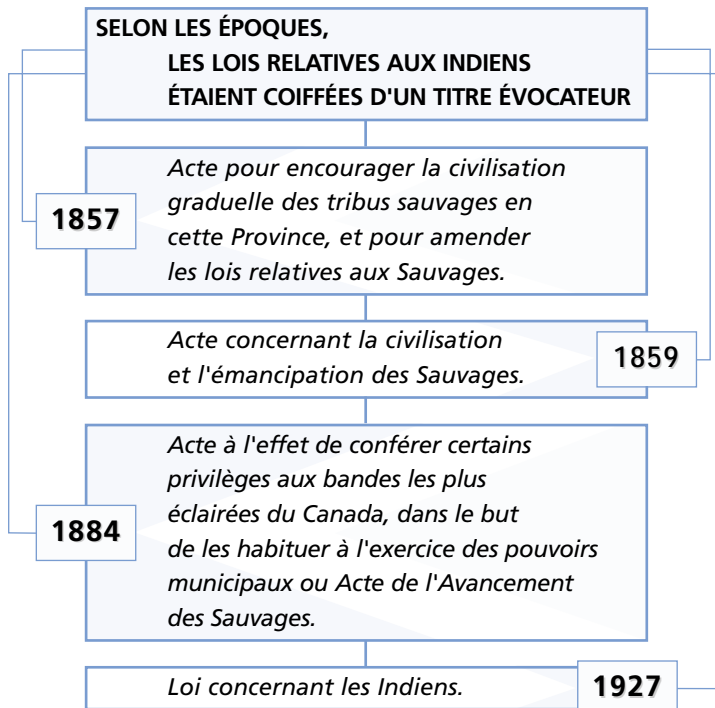 SELON LES ÉPOQUES,
LES LOIS RELATIVES AUX INDIENS
ÉTAIENT COIFFÉES D'UN TITRE ÉVOCATEUR
1857
Acte pour encourager la civilisation
graduelle des tribus sauvages en
cette Province, et pour amender
les lois relatives aux Sauvages.
Acte concernant la civilisation
et l'émancipation des Sauvages.
1859
1884
Acte à l'effet de conférer certains
privilèges aux bandes les plus
éclairées du Canada, dans le but
de les habituer à l'exercice des pouvoirs
municipaux ou Acte de l'Avancement
des Sauvages.
Loi concernant les Indiens.
1927